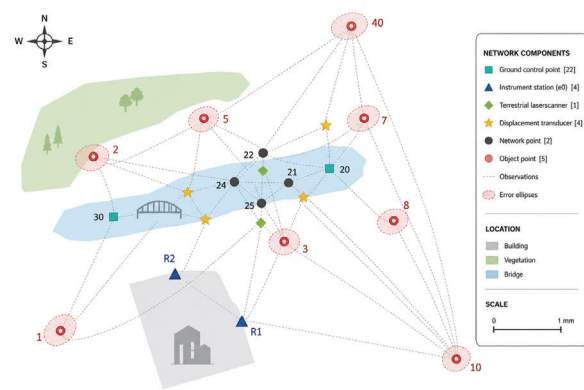 N
W E
S
40
5
7
2
22
21
20
24
25
30
8
3
R2
R1
1
10
NETWORK COMPONENTS
Ground control point [22]
Instrument station (e0) [4]
Terrestrial laserscanner [1]
Displacement transducer [4]
Network point [2]
Object point [5]
Observations
Error ellipses
LOCATION
Building
Vegetation
Bridge
SCALE
0 1 mm